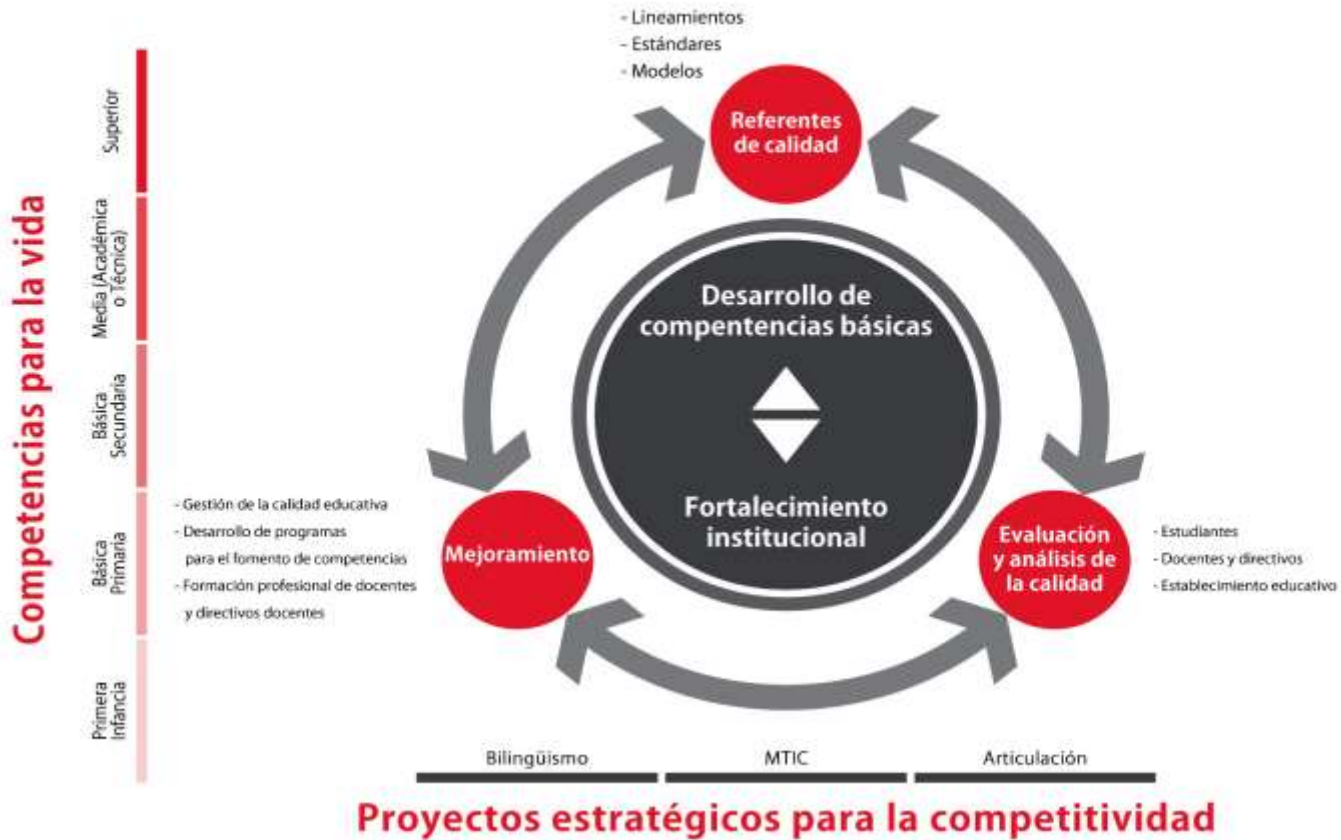 - Lineamientos
- Estándares
- Modelos
Referentes
de calidad
Competencias para la vida
Superior
Media (Académica
o Técnica)
Básica
Secundaria
Básica
Primaria
Primera
Infancia
Desarrollo de
compentencias básicas
Fortalecimiento
institucional
- Gestión de la calidad educativa
- Desarrollo de programas
para el fomento de competencias
- Formación profesional de docentes
y directivos docentes
Mejoramiento
Evaluación
y análisis de
la calidad
- Estudiantes
- Docentes y directivos
- Establecimiento educativo
Bilingüismo
MTIC
Articulación
Proyectos estratégicos para la competitividad